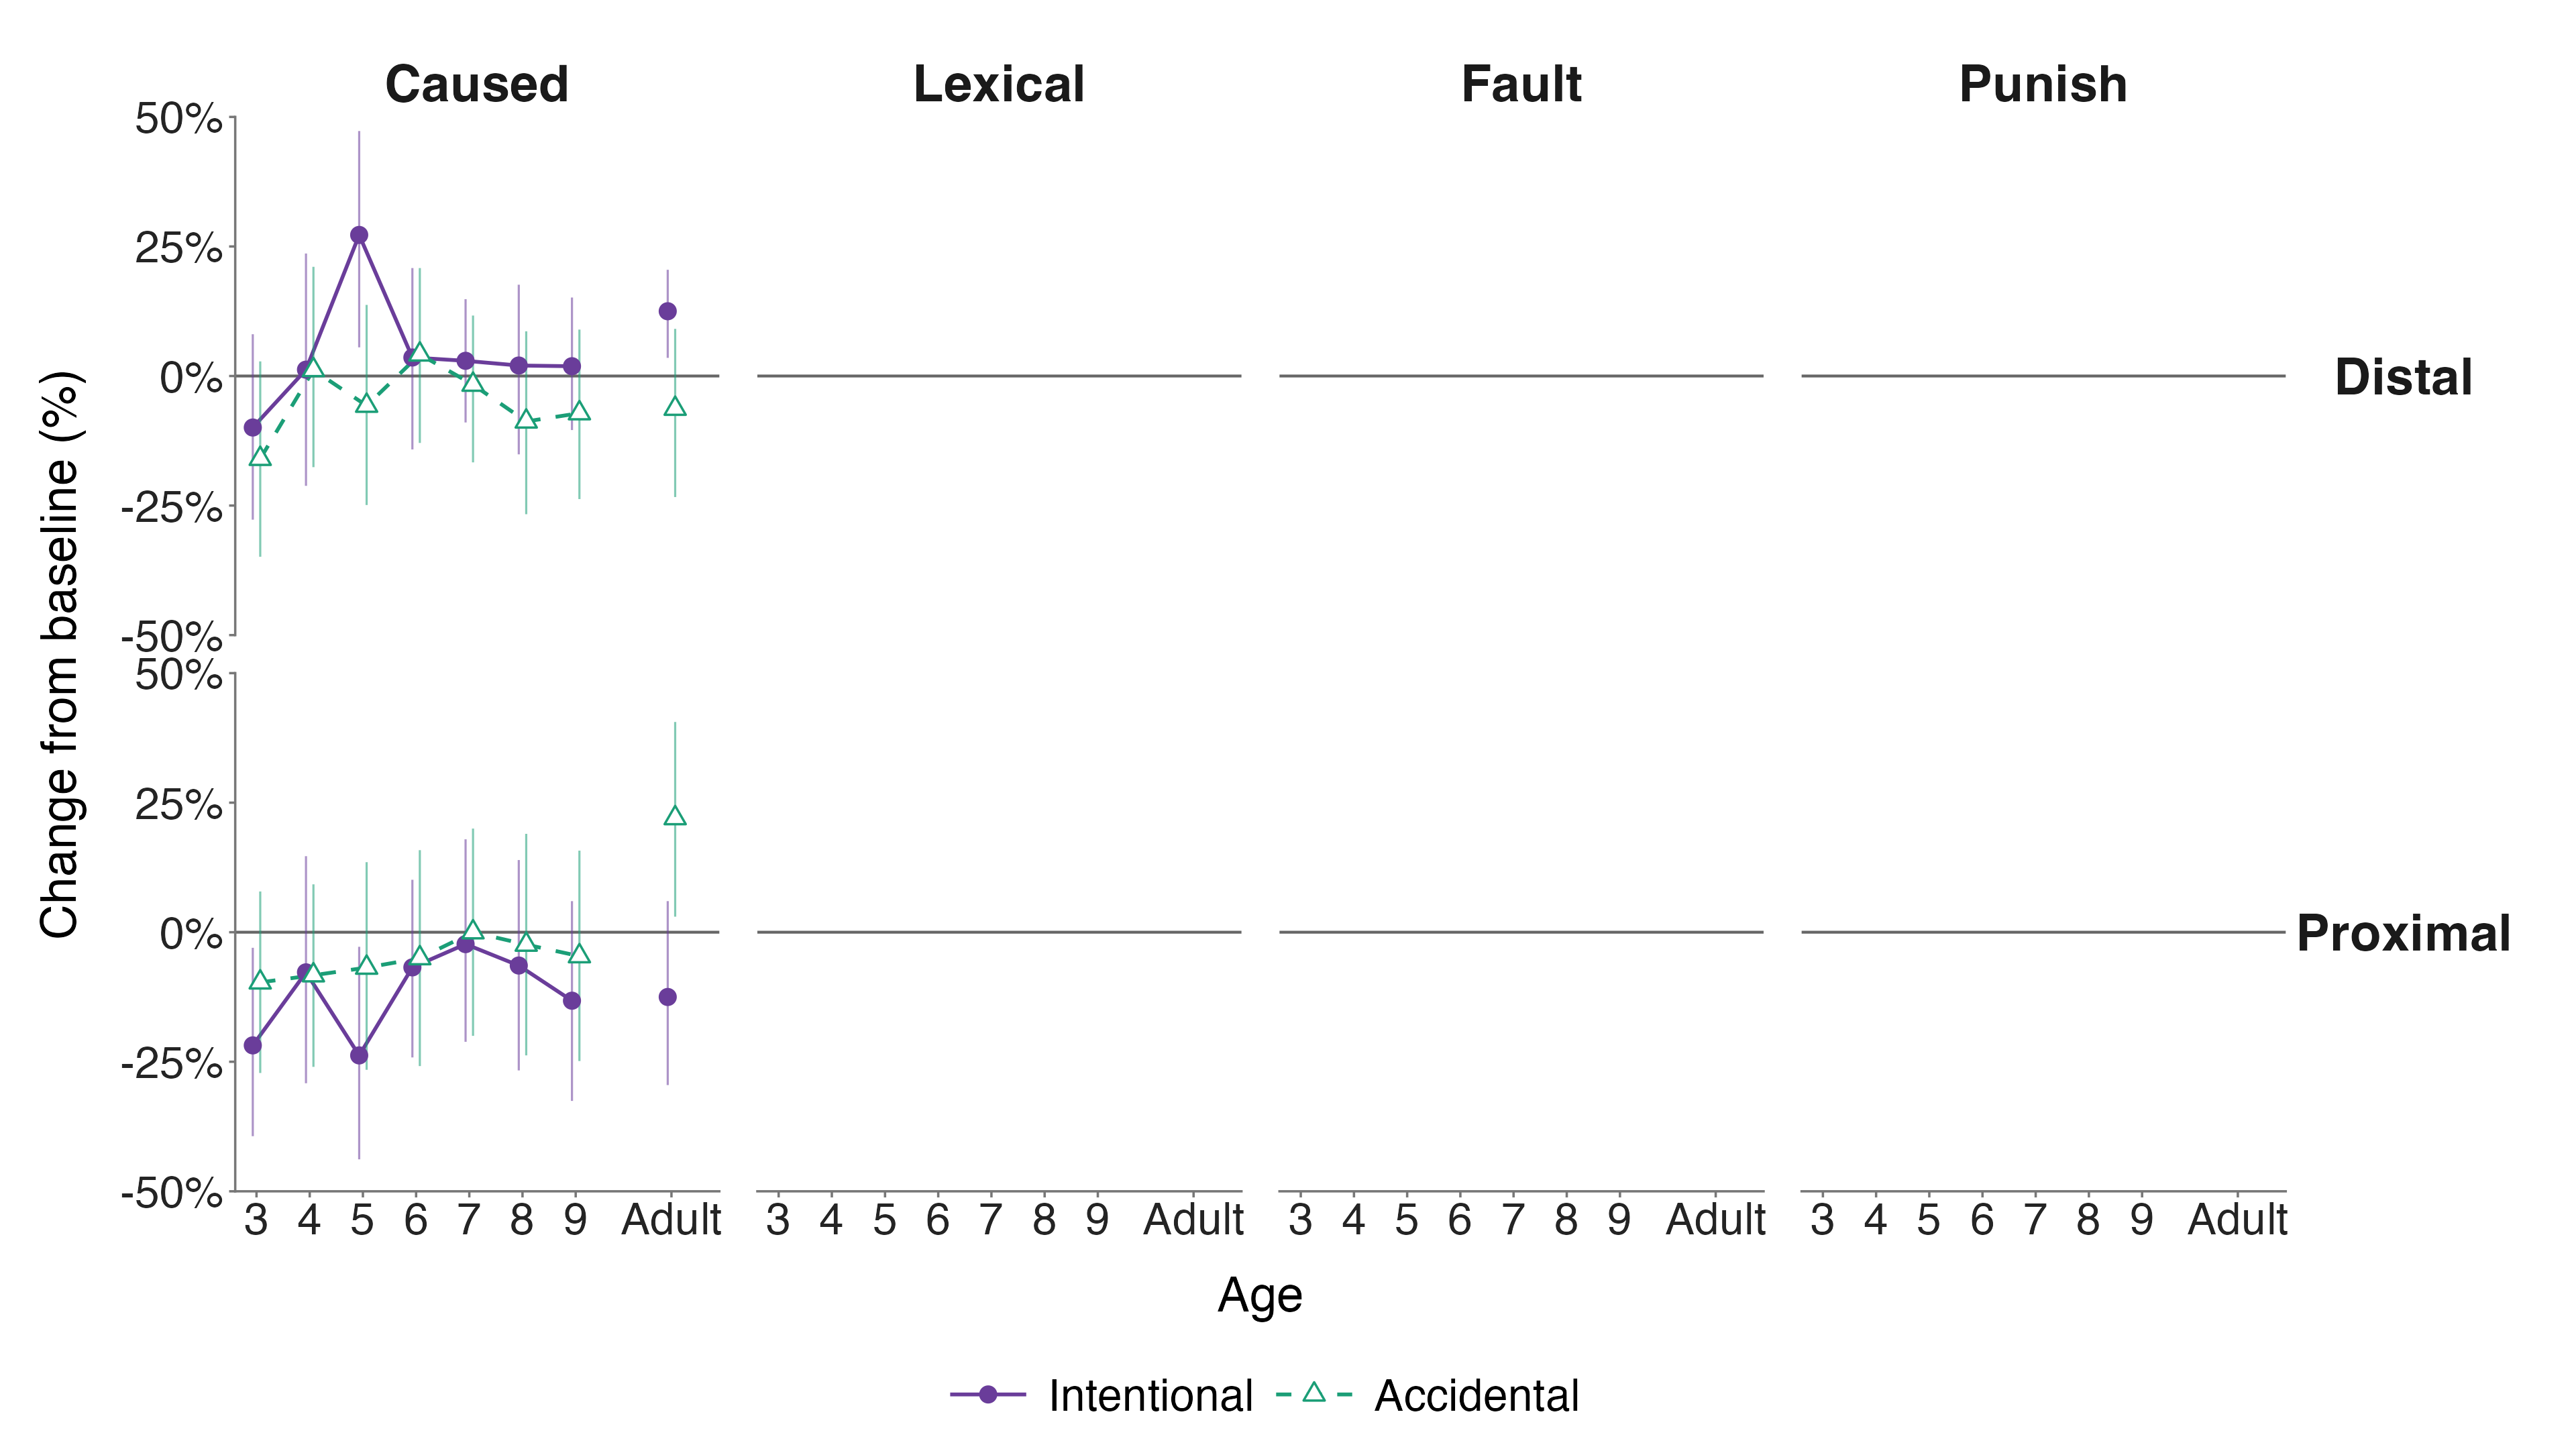 Caused Lexical Fault Punish
50%
25%
0%
-25%
-50%
Distal
50%
25%
0%
-25%
-50%
Proximal
Change from baseline (%)
3 4 5 6 7 8 9 Adult 3 4 5 6 7 8 9 Adult 3 4 5 6 7 8 9 Adult 3 4 5 6 7 8 9 Adult
Age
Intentional Accidental